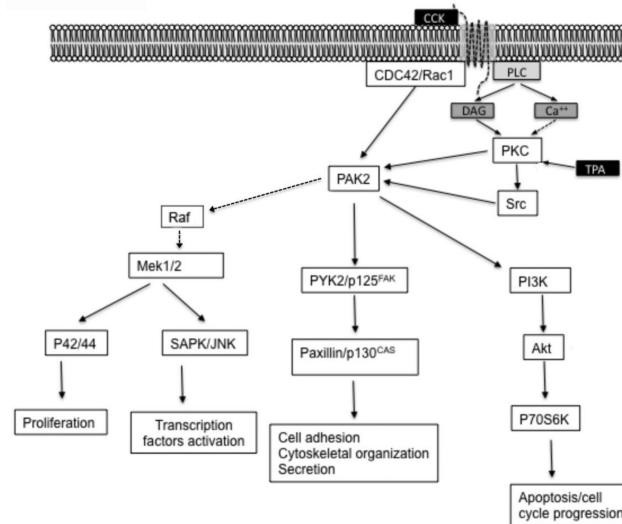 CCK
CDC42/Rac1
PLC
DAG
Ca⁺⁺
PKC
TPA
PAK2
Src
Raf
Mek1/2
PYK2/p125ᶠᴬᴷ
PI3K
P42/44
SAPK/JNK
Paxillin/p130ᶜᴬˢ
Akt
Proliferation
Transcription
factors activation
Cell adhesion
Cytoskeletal organization
Secretion
P70S6K
Apoptosis/cell
cycle progression